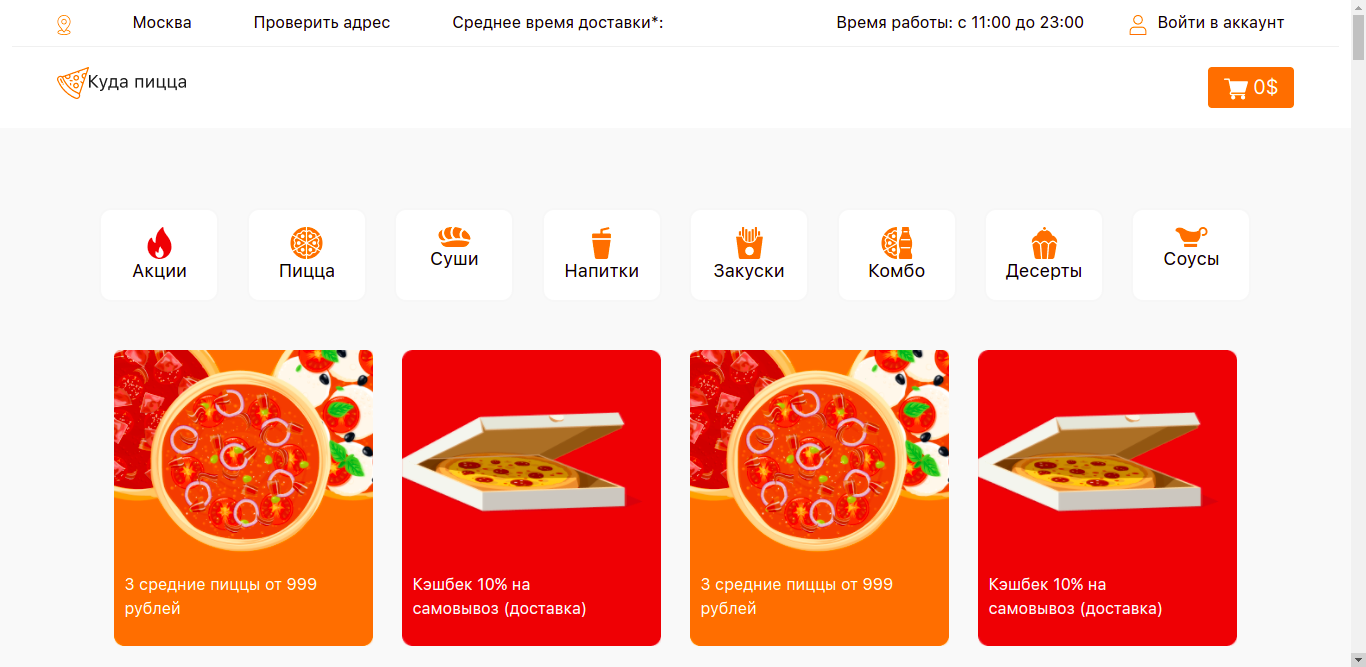 Москва
Проверить адрес
Среднее время доставки*:
Время работы: с 11:00 до 23:00
Войти в аккаунт
Куда пицца
0$
Акции
Пицца
Суши
Напитки
Закуски
Комбо
Десерты
Соусы
3 средние пиццы от 999
рублей
Кэшбек 10% на
самовывоз (доставка)
3 средние пиццы от 999
рублей
Кэшбек 10% на
самовывоз (доставка)